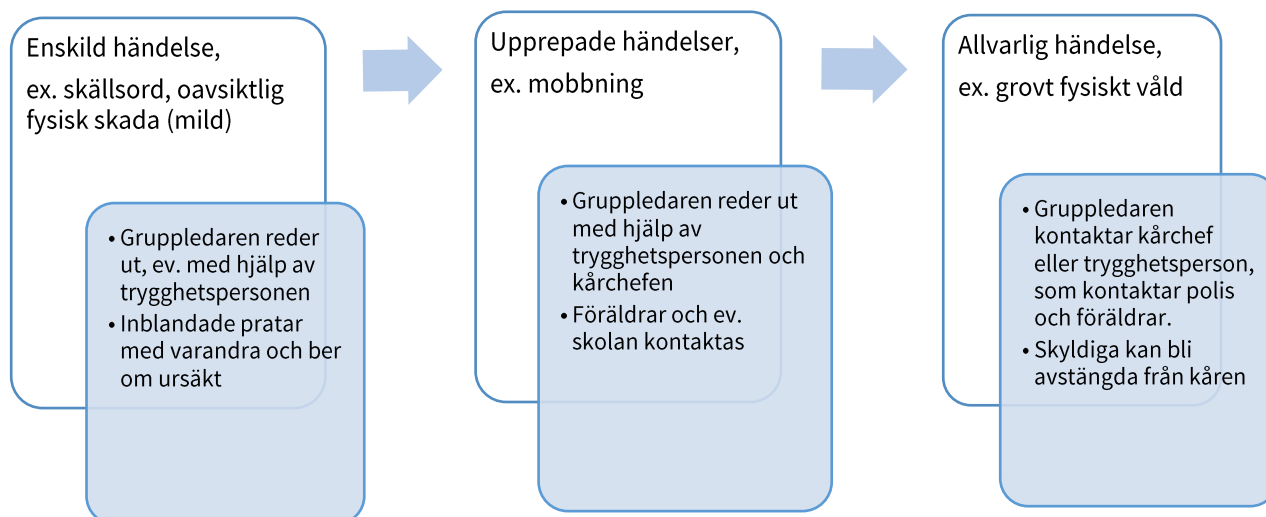 Enskild händelse,
ex. skällsord, oavsiktlig
fysisk skada (mild)
• Gruppledaren reder
ut, ev. med hjälp av
trygghetspersonen
• Inblandade pratar
med varandra och ber
om ursäkt
Upprepade händelser,
ex. mobbning
• Gruppledaren reder ut
med hjälp av
trygghetspersonen och
kårchefen
• Föräldrar och ev.
skolan kontaktas
Allvarlig händelse,
ex. grovt fysiskt våld
• Gruppledaren
kontaktar kårchef
eller trygghetsperson,
som kontaktar polis
och föräldrar.
• Skyldiga kan bli
avstängda från kåren